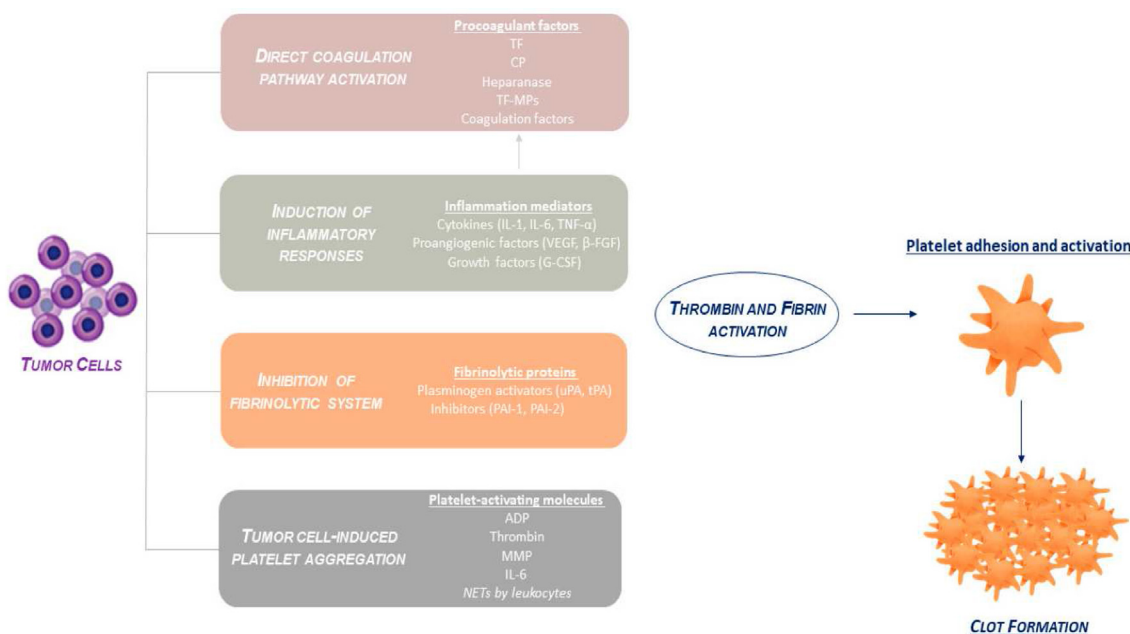 TUMOR CELLS
DIRECT COAGULATION
PATHWAY ACTIVATION
Procoagulant factors
TF
CP
Heparanase
TF-MPs
Coagulation factors
INDUCTION OF
INFLAMMATORY
RESPONSES
Inflammation mediators
Cytokines (IL-1, IL-6, TNF-α)
Proangiogenic factors (VEGF, β-FGF)
Growth factors (G-CSF)
INHIBITION OF
FIBRINOLYTIC SYSTEM
Fibrinolytic proteins
Plasminogen activators (uPA, tPA)
Inhibitors (PAI-1, PAI-2)
TUMOR CELL-INDUCED
PLATELET AGGREGATION
Platelet-activating molecules
ADP
Thrombin
MMP
IL-6
NETs by leukocytes
THROMBIN AND FIBRIN
ACTIVATION
Platelet adhesion and activation
CLOT FORMATION